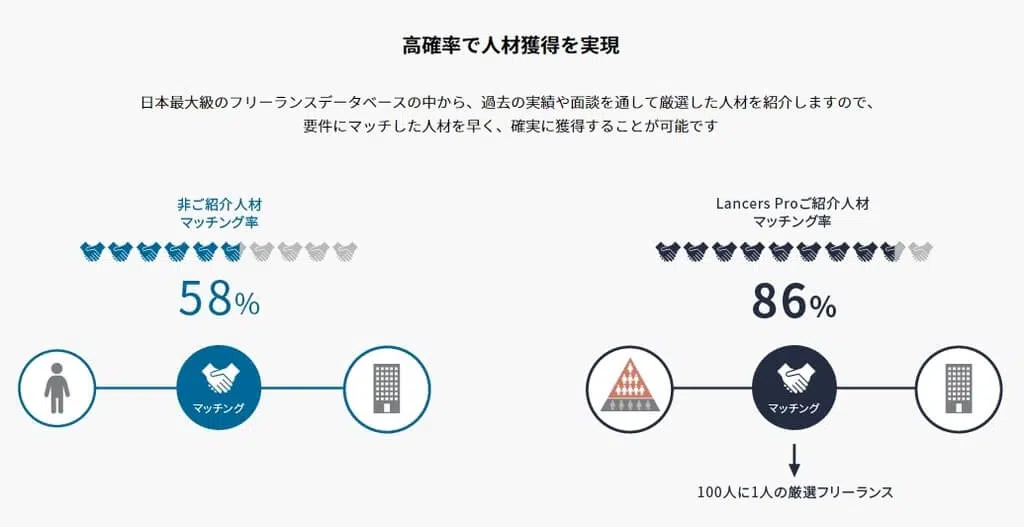 高確率で人材獲得を実現
日本最大級のフリーランスデータベースの中から、過去の実績や面談を通して厳選した人材を紹介しますので、
要件にマッチした人材を早く、確実に獲得することが可能です
非ご紹介人材
マッチング率
58%
マッチング
Lancers Proご紹介人材
マッチング率
86%
マッチング
100人に1人の厳選フリーランス